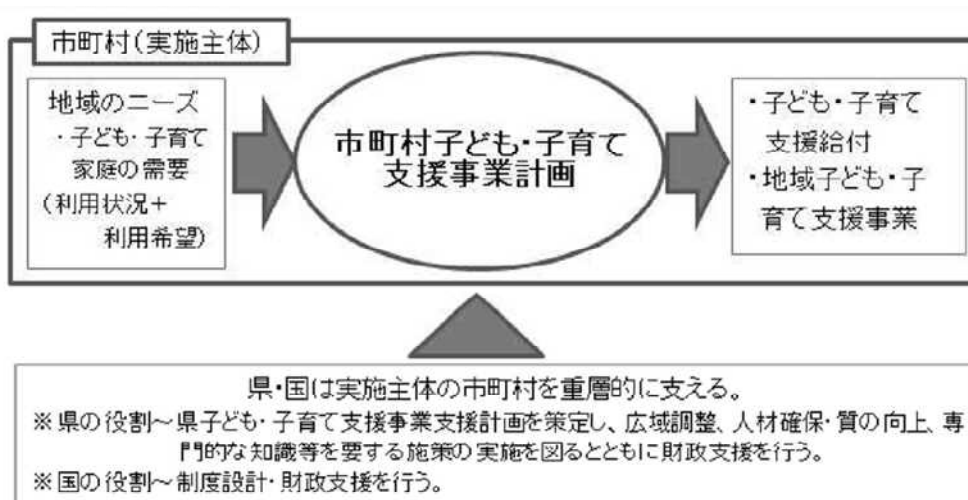 市町村(実施主体)
地域のニーズ
・子ども・子育て
家庭の需要
(利用状況+
利用希望)
市町村子ども・子育て
支援事業計画
・子ども・子育て
支援給付
・地域子ども・子
育て支援事業
県・国は実施主体の市町村を重層的に支える。
※県の役割～県子ども・子育て支援事業支援計画を策定し、広域調整、人材確保・質の向上、専
門的な知識等を要する施策の実施を図るとともに財政支援を行う。
※国の役割～制度設計・財政支援を行う。